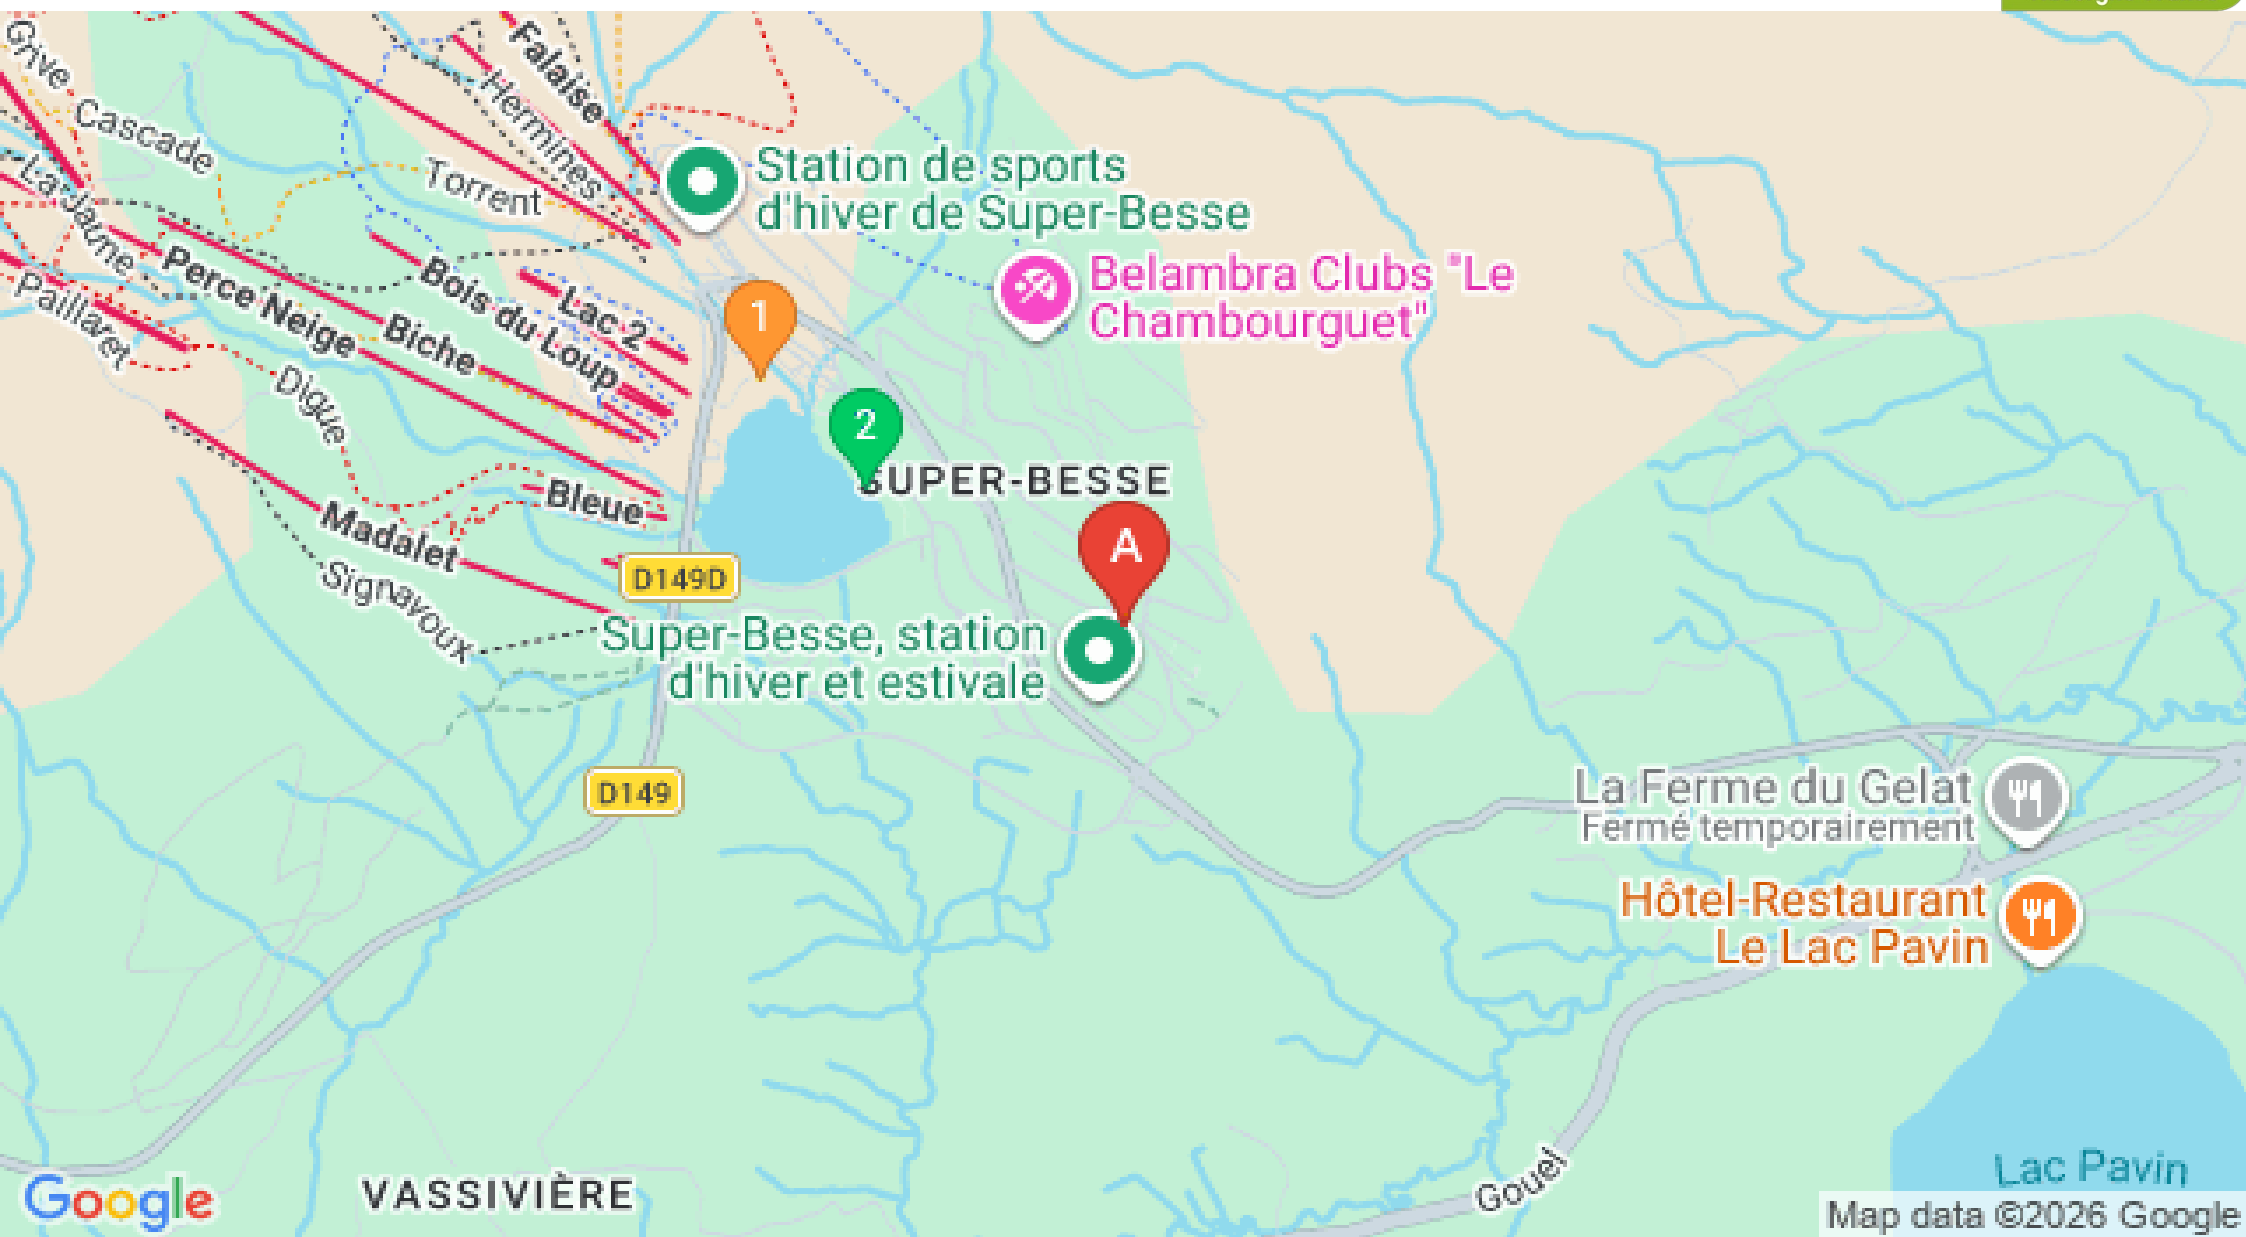 Grive
Falaise
Hermines
Cascade
La Jaume
Torrent
Station de sports
d'hiver de Super-Besse
Belambra Clubs "Le
Chambourguet"
Paillaret
Perce Neige
Biche
Bois du Loup
Lac 2
1
Digue
2
SUPER-BESSE
Bleue
Madalet
A
D149D
Signavoux
Super-Besse, station
d'hiver et estivale
D149
La Ferme du Gelat
Fermé temporairement
Hôtel-Restaurant
Le Lac Pavin
Gouel
Lac Pavin
VASSIVIÈRE
Google
Map data ©2026 Google